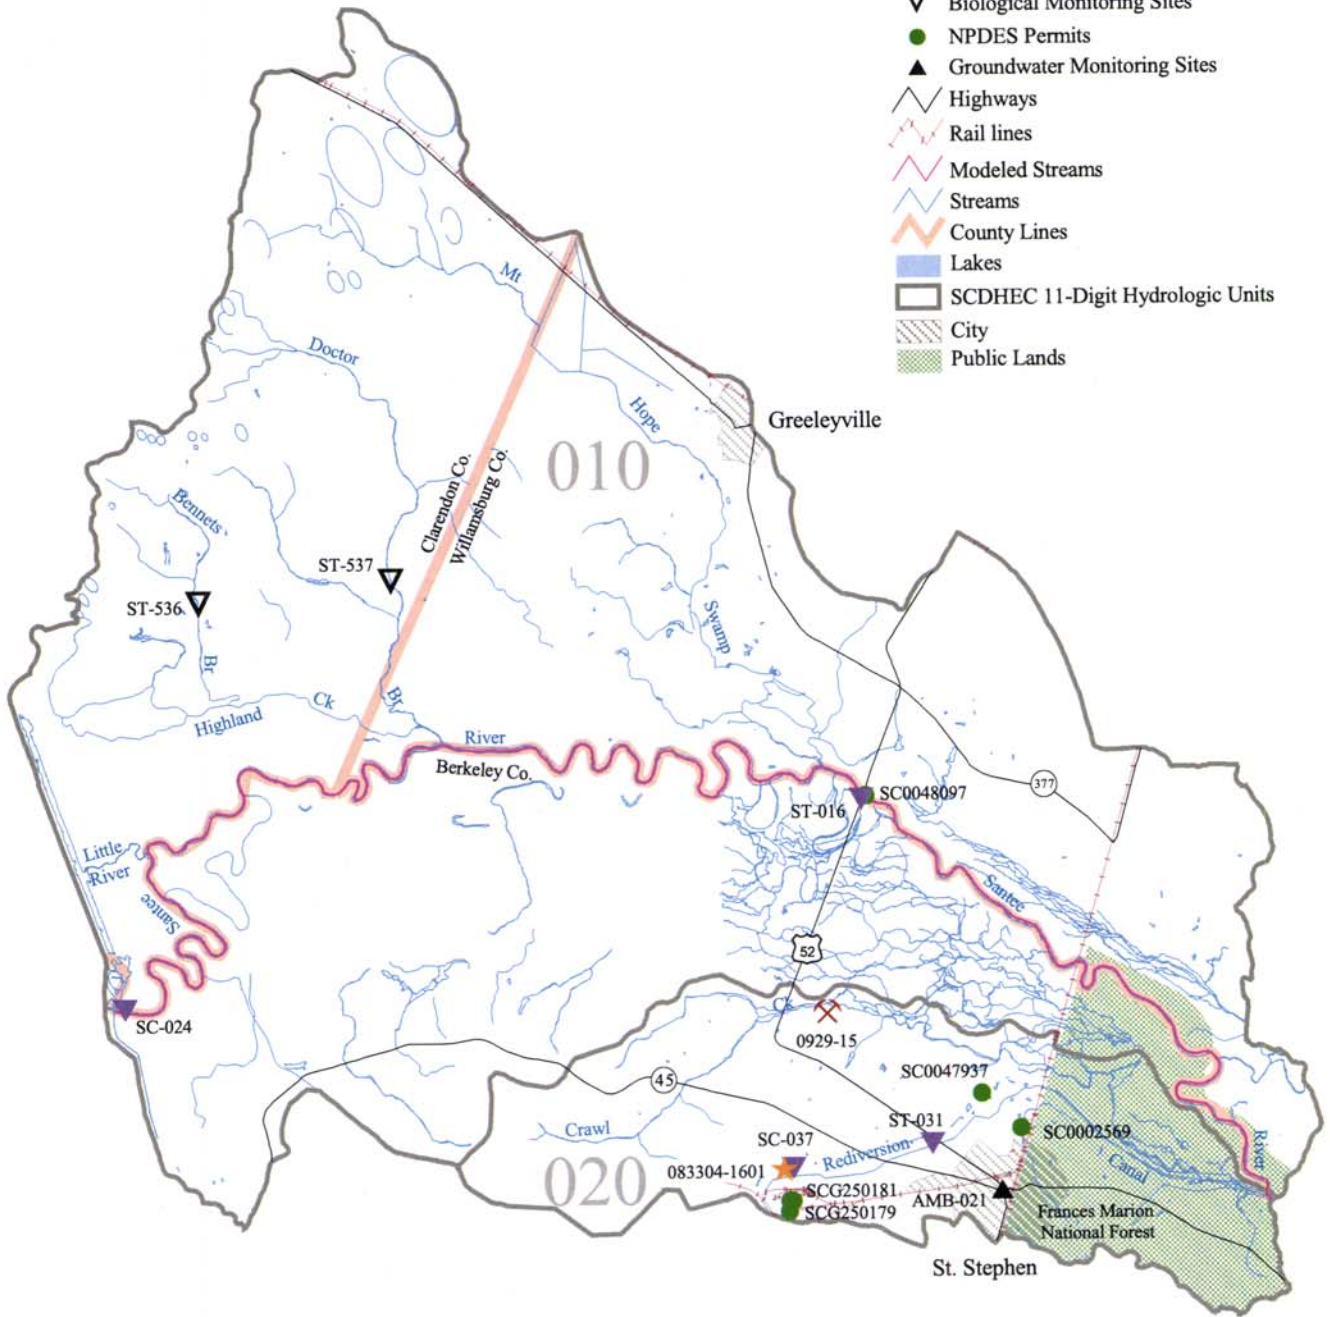 Biological Monitoring Sites
NPDES Permits
Groundwater Monitoring Sites
Highways
Rail lines
Modeled Streams
Streams
County Lines
Lakes
SCDHEC 11-Digit Hydrologic Units
City
Public Lands
Mt
Doctor
Hope
Greeleyville
010
Clarendon Co.
Willamsburg Co.
Bennets
ST-537
ST-536
Swamp
Br
Br
Ck
Highland
River
Berkeley Co.
377
SC0048097
ST-016
Little
River
Santee
Santee
52
SC-024
Ck
0929-15
SC0047937
45
ST-031
Crawl
SC-037
SC0002569
Rediversion
083304-1601
River
Canal
020
SCG250181
AMB-021
SCG250179
Frances Marion
National Forest
St. Stephen